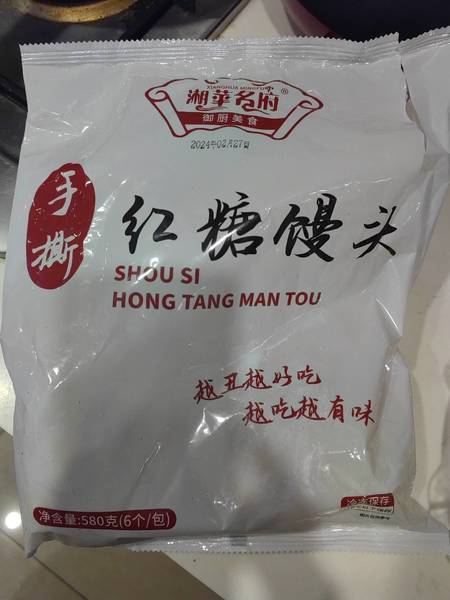 XIANGHUA MINGFU
湘華名府®
御厨美食
2024年02月27日
手撕
红糖馒头
SHOU SI
HONG TANG MAN TOU
越丑越好吃
越吃越有味
净含量:580克(6个/包)
冷冻保存